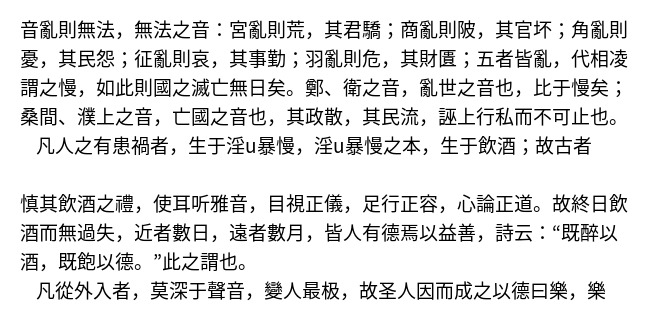 音亂則無法，無法之音：宮亂則荒，其君驕；商亂則陂，其官坏；角亂則
憂，其民怨；征亂則哀，其事勤；羽亂則危，其財匱；五者皆亂，代相凌
謂之慢，如此則國之滅亡無日矣。鄭、衛之音，亂世之音也，比于慢矣；
桑間、濮上之音，亡國之音也，其政散，其民流，誣上行私而不可止也。
凡人之有患禍者，生于淫u暴慢，淫u暴慢之本，生于飲酒；故古者
慎其飲酒之禮，使耳听雅音，目視正儀，足行正容，心論正道。故終日飲
酒而無過失，近者數日，遠者數月，皆人有德焉以益善，詩云：“既醉以
酒，既飽以德。”此之謂也。
凡從外入者，莫深于聲音，變人最极，故圣人因而成之以德曰樂，樂